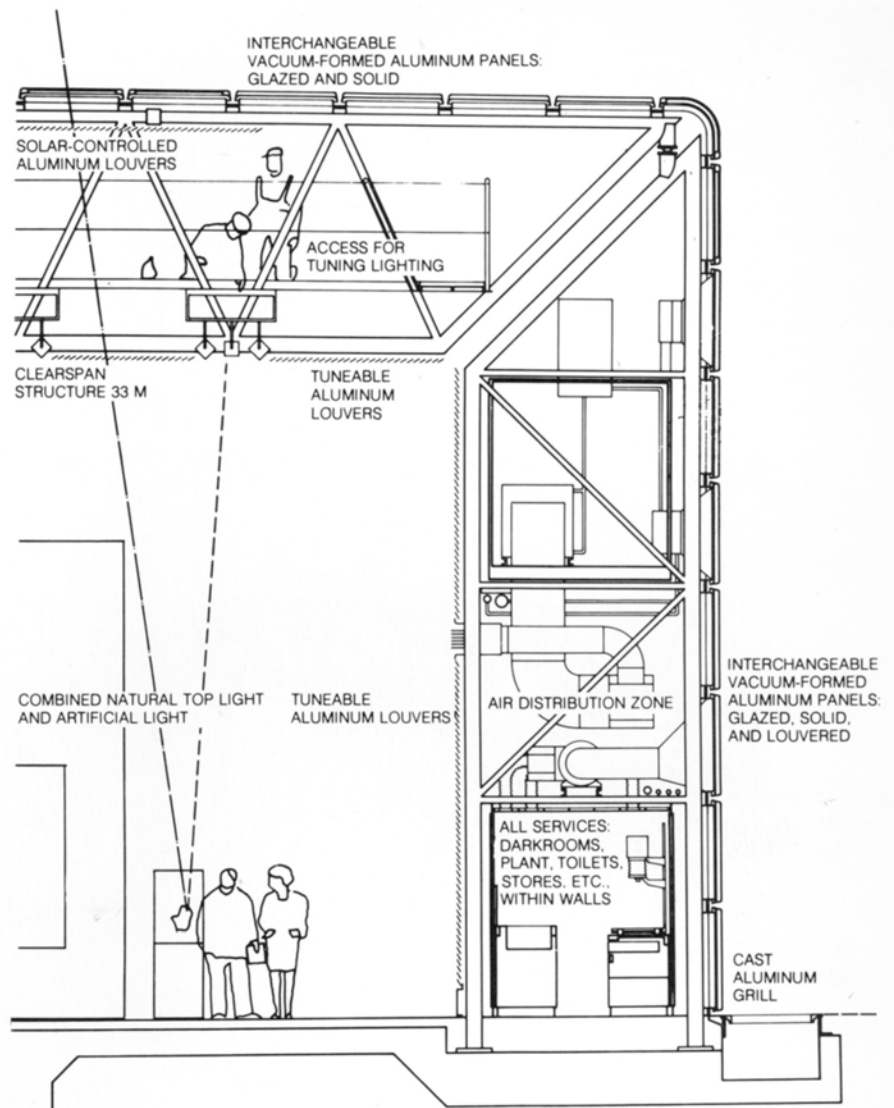 INTERCHANGEABLE
VACUUM-FORMED ALUMINUM PANELS:
GLAZED AND SOLID
SOLAR-CONTROLLED
ALUMINUM LOUVERS
ACCESS FOR
TUNING LIGHTING
CLEARSPAN
STRUCTURE 33 M
TUNEABLE
ALUMINUM
LOUVERS
COMBINED NATURAL TOP LIGHT
AND ARTIFICIAL LIGHT
TUNEABLE
ALUMINUM LOUVERS
AIR DISTRIBUTION ZONE
INTERCHANGEABLE
VACUUM-FORMED
ALUMINUM PANELS:
GLAZED, SOLID,
AND LOUVERED
ALL SERVICES:
DARKROOMS,
PLANT, TOILETS,
STORES. ETC.,
WITHIN WALLS
CAST
ALUMINUM
GRILL